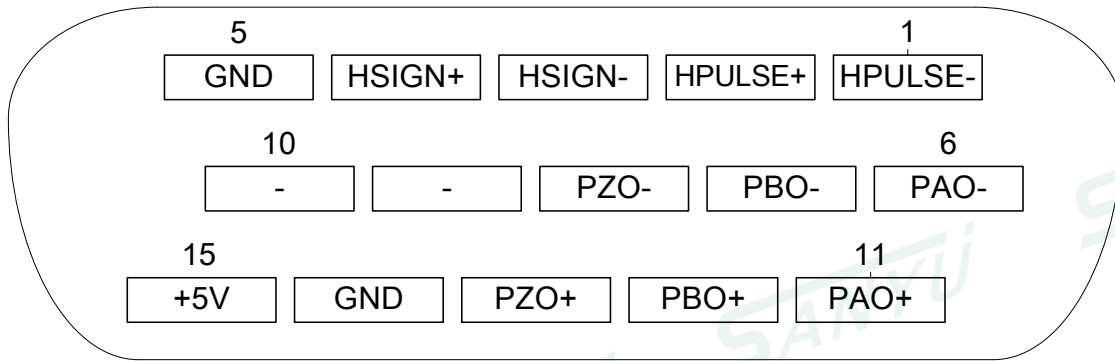 5 1
GND HSIGN+ HSIGN- HPULSE+ HPULSE-
10 6
- - PZO- PBO- PAO-
15 11
+5V GND PZO+ PBO+ PAO+
SANYU
S